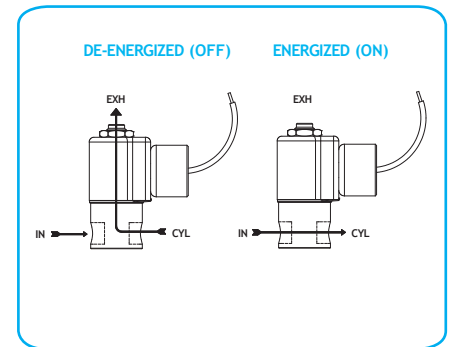 DE-ENERGIZED (OFF) ENERGIZED (ON)
EXH EXH
IN CYL IN CYL